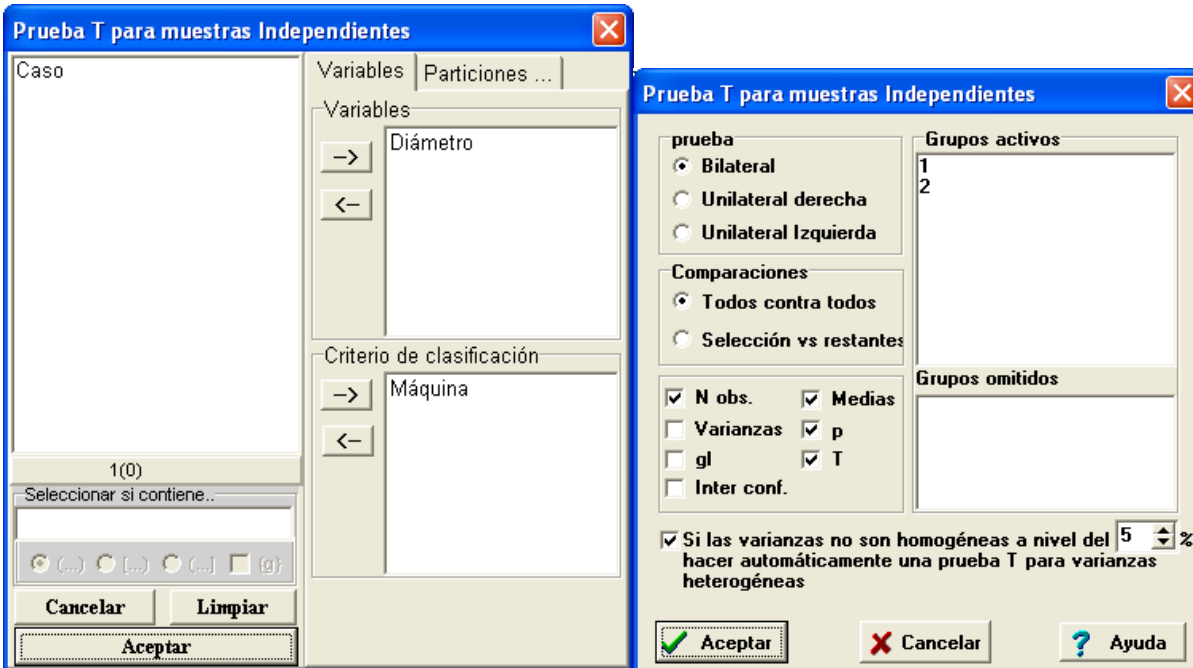 Prueba T para muestras Independientes
Caso
1(0)
Seleccionar si contiene..
(...) [...) (...] {g}
Cancelar Limpiar
Aceptar
Variables Particiones ...
Variables
-->
<--
Diámetro
Criterio de clasificación
-->
<--
Máquina
Prueba T para muestras Independientes
prueba
Bilateral
Unilateral derecha
Unilateral Izquierda
Comparaciones
Todos contra todos
Selección vs restantes
N obs. Medias
Varianzas p
gl T
Inter conf.
Grupos activos
1
2
Grupos omitidos
Si las varianzas no son homogéneas a nivel del 5 %
hacer automáticamente una prueba T para varianzas
heterogéneas
Aceptar Cancelar ? Ayuda